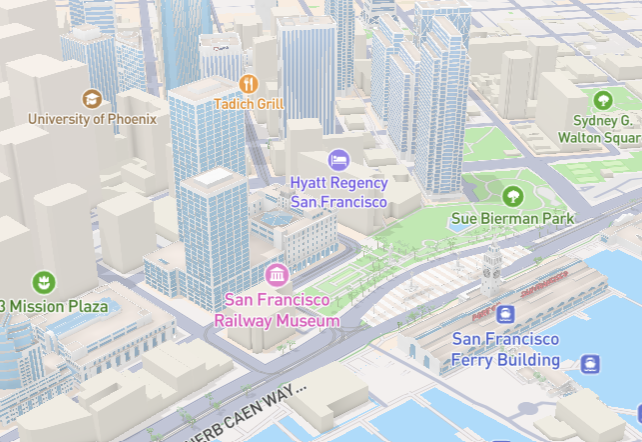 Tadich Grill
University of Phoenix
Sydney G.
Walton Squar
Hyatt Regency
San Francisco
Sue Bierman Park
San Francisco
Railway Museum
3 Mission Plaza
San Francisco
Ferry Building
HERB CAEN WAY...